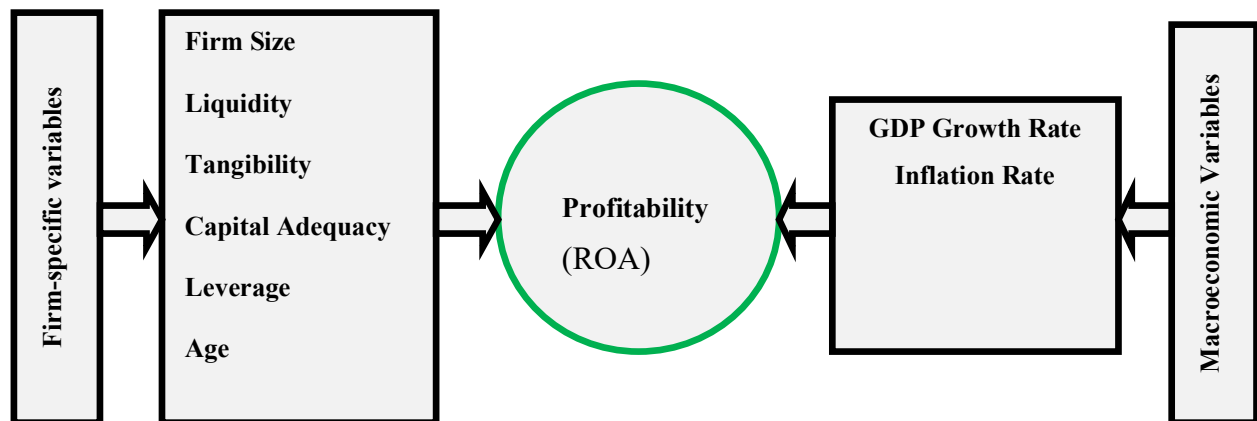 Firm-specific variables
Firm Size
Liquidity
Tangibility
Capital Adequacy
Leverage
Age
Profitability
(ROA)
GDP Growth Rate
Inflation Rate
Macroeconomic Variables